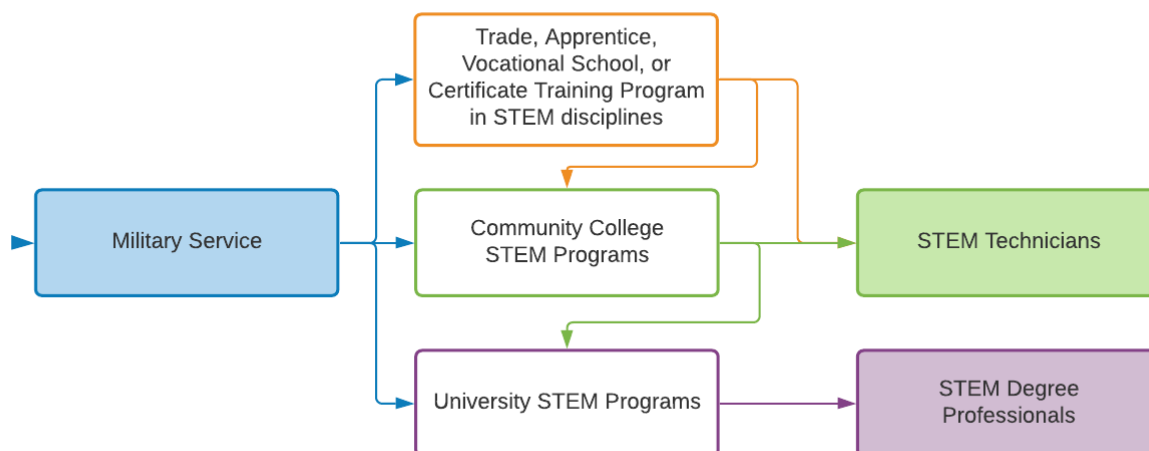 Trade, Apprentice,
Vocational School, or
Certificate Training Program
in STEM disciplines
Military Service
Community College
STEM Programs
STEM Technicians
University STEM Programs
STEM Degree
Professionals